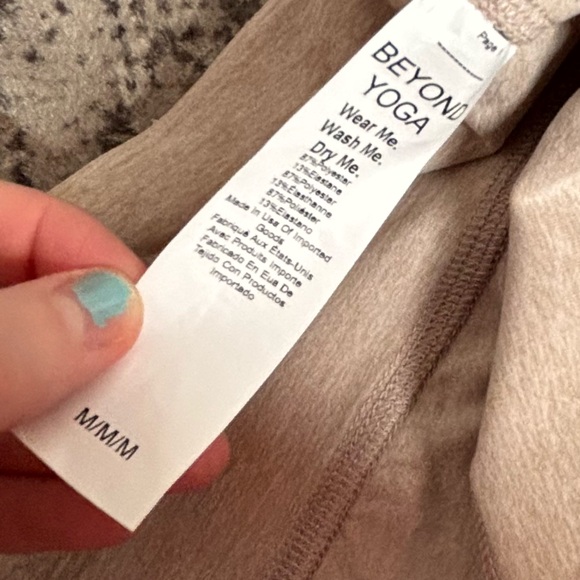 Page
BEYOND
YOGA
Wear Me.
Wash Me.
Dry Me.
87%Polyester
13%Elastane
87%Polyester
13%Élasthanne
87%Poliéster
13%Elastano
Made In Usa Of Imported
Goods
Fabriqué Aux États-Unis
Avec Produits Importe
Fabricado En Eua De
Tejido Con Productos
Importado
M/M/M